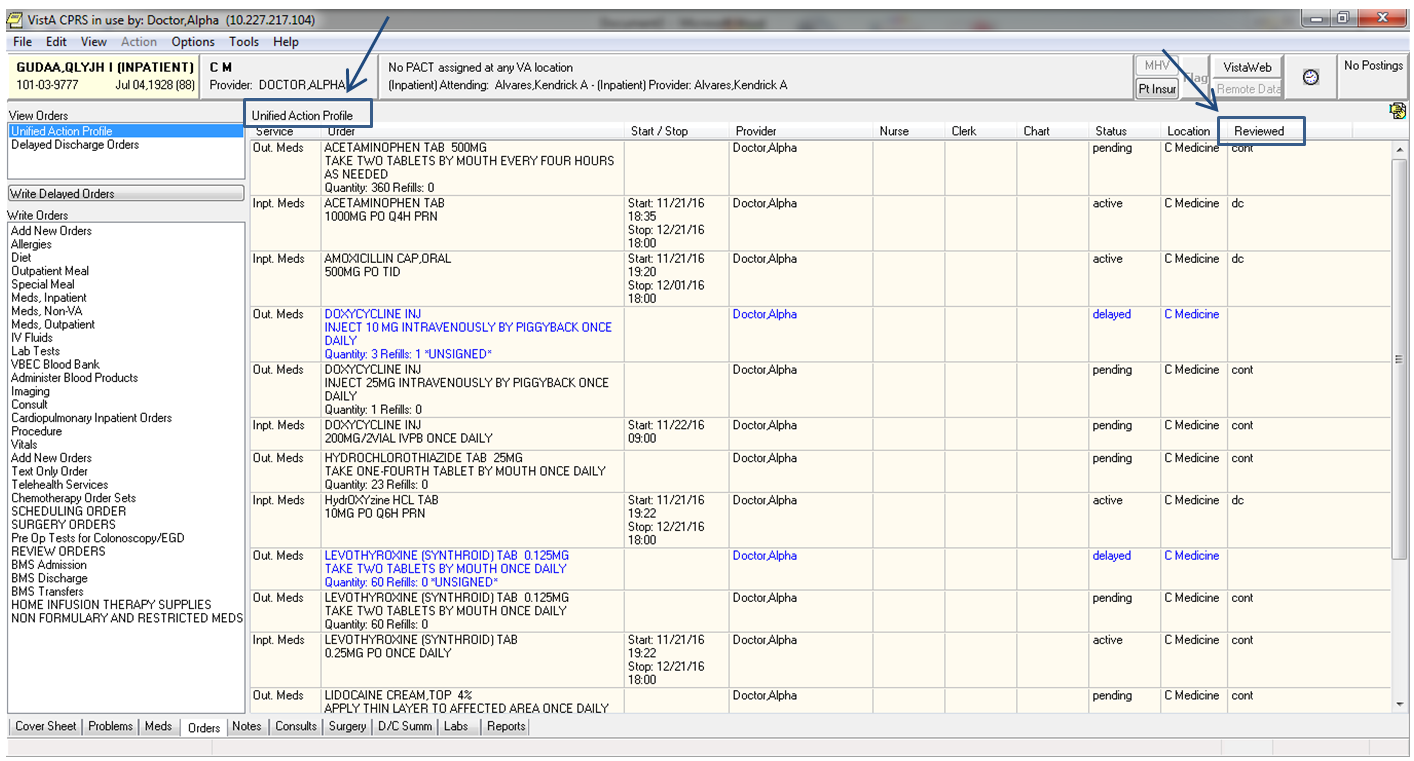 VistA CPRS in use by: Doctor,Alpha (10.227.217.104)
File Edit View Action Options Tools Help
GUDAA,QLYJH I (INPATIENT) C M No PACT assigned at any VA location MHV Flag VistaWeb No Postings
101-03-9777 Jul 04,1928 (88) Provider: DOCTOR,ALPHA (Inpatient) Attending: Alvares,Kendrick A - (Inpatient) Provider: Alvares,Kendrick A Pt Insur Remote Data
View Orders
Unified Action Profile
Delayed Discharge Orders
Write Delayed Orders
Write Orders
Add New Orders
Allergies
Diet
Outpatient Meal
Special Meal
Meds, Inpatient
Meds, Non-VA
Meds, Outpatient
IV Fluids
Lab Tests
VBEC Blood Bank
Administer Blood Products
Imaging
Consult
Cardiopulmonary Inpatient Orders
Procedure
Vitals
Add New Orders
Text Only Order
Telehealth Services
Chemotherapy Order Sets
SCHEDULING ORDER
SURGERY ORDERS
Pre Op Tests for Colonoscopy/EGD
REVIEW ORDERS
BMS Admission
BMS Discharge
BMS Transfers
HOME INFUSION THERAPY SUPPLIES
NON FORMULARY AND RESTRICTED MEDS
Unified Action Profile
Service Order Start / Stop Provider Nurse Clerk Chart Status Location Reviewed
Out. Meds ACETAMINOPHEN TAB 500MG Doctor,Alpha pending C Medicine cont
TAKE TWO TABLETS BY MOUTH EVERY FOUR HOURS
AS NEEDED
Quantity: 360 Refills: 0
Inpt. Meds ACETAMINOPHEN TAB Start: 11/21/16 Doctor,Alpha active C Medicine dc
1000MG PO Q4H PRN 18:35
Stop: 12/21/16
18:00
Inpt. Meds AMOXICILLIN CAP,ORAL Start: 11/21/16 Doctor,Alpha active C Medicine dc
500MG PO TID 19:20
Stop: 12/01/16
18:00
Out. Meds DOXYCYCLINE INJ Doctor,Alpha delayed C Medicine
INJECT 10 MG INTRAVENOUSLY BY PIGGYBACK ONCE
DAILY
Quantity: 3 Refills: 1 *UNSIGNED*
Out. Meds DOXYCYCLINE INJ Doctor,Alpha pending C Medicine cont
INJECT 25MG INTRAVENOUSLY BY PIGGYBACK ONCE
DAILY
Quantity: 1 Refills: 0
Inpt. Meds DOXYCYCLINE INJ Start: 11/22/16 Doctor,Alpha pending C Medicine cont
200MG/2VIAL IVPB ONCE DAILY 09:00
Out. Meds HYDROCHLOROTHIAZIDE TAB 25MG Doctor,Alpha pending C Medicine cont
TAKE ONE-FOURTH TABLET BY MOUTH ONCE DAILY
Quantity: 23 Refills: 0
Inpt. Meds HydrOXYzine HCL TAB Start: 11/21/16 Doctor,Alpha active C Medicine dc
10MG PO Q6H PRN 19:22
Stop: 12/21/16
18:00
Out. Meds LEVOTHYROXINE (SYNTHROID) TAB 0.125MG Doctor,Alpha delayed C Medicine
TAKE TWO TABLETS BY MOUTH ONCE DAILY
Quantity: 60 Refills: 0 *UNSIGNED*
Out. Meds LEVOTHYROXINE (SYNTHROID) TAB 0.125MG Doctor,Alpha pending C Medicine cont
TAKE TWO TABLETS BY MOUTH ONCE DAILY
Quantity: 60 Refills: 0
Inpt. Meds LEVOTHYROXINE (SYNTHROID) TAB Start: 11/21/16 Doctor,Alpha active C Medicine cont
0.25MG PO ONCE DAILY 19:22
Stop: 12/21/16
18:00
Out. Meds LIDOCAINE CREAM,TOP 4% Doctor,Alpha pending C Medicine cont
APPLY THIN LAYER TO AFFECTED AREA ONCE DAILY
Cover Sheet Problems Meds Orders Notes Consults Surgery D/C Summ Labs Reports